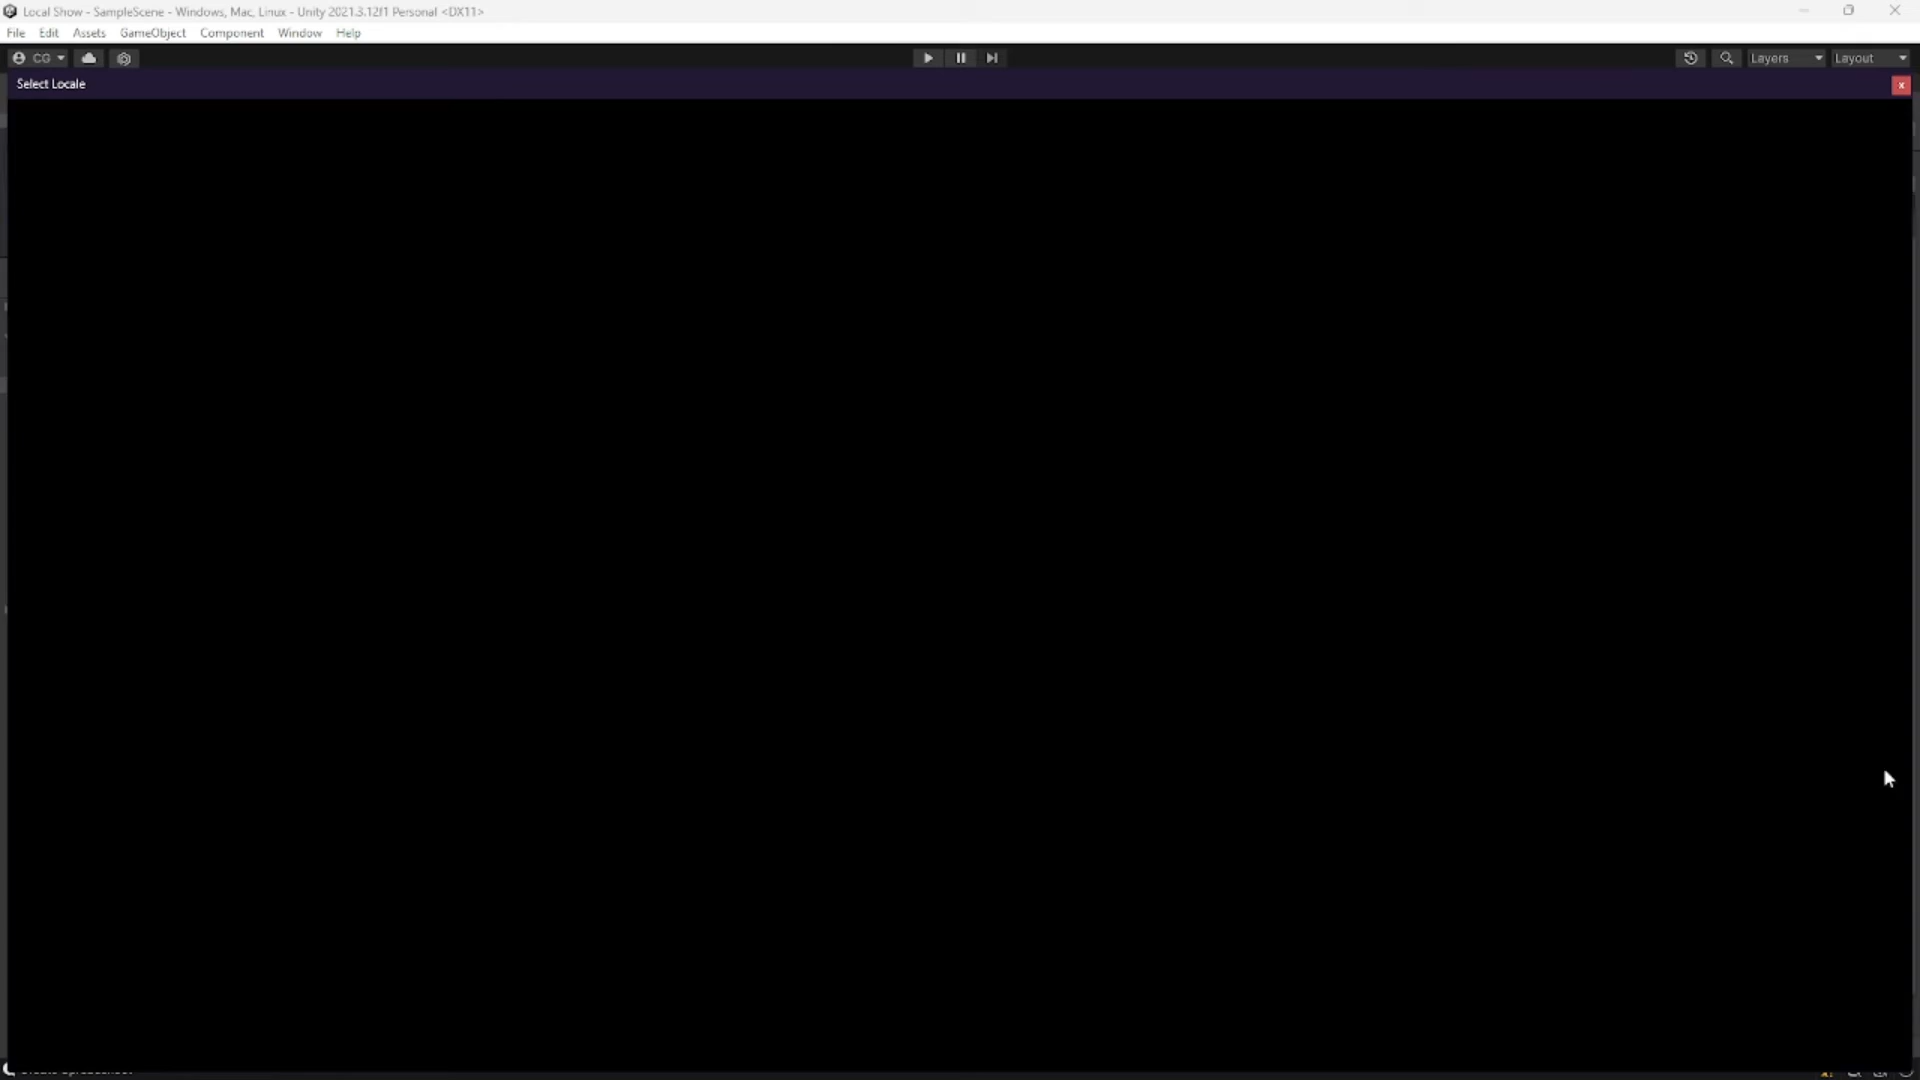 Local Show - SampleScene - Windows, Mac, Linux - Unity 2021.3.12f1 Personal <DX11>
File Edit Assets GameObject Component Window Help
CG Layers Layout
Select Locale x